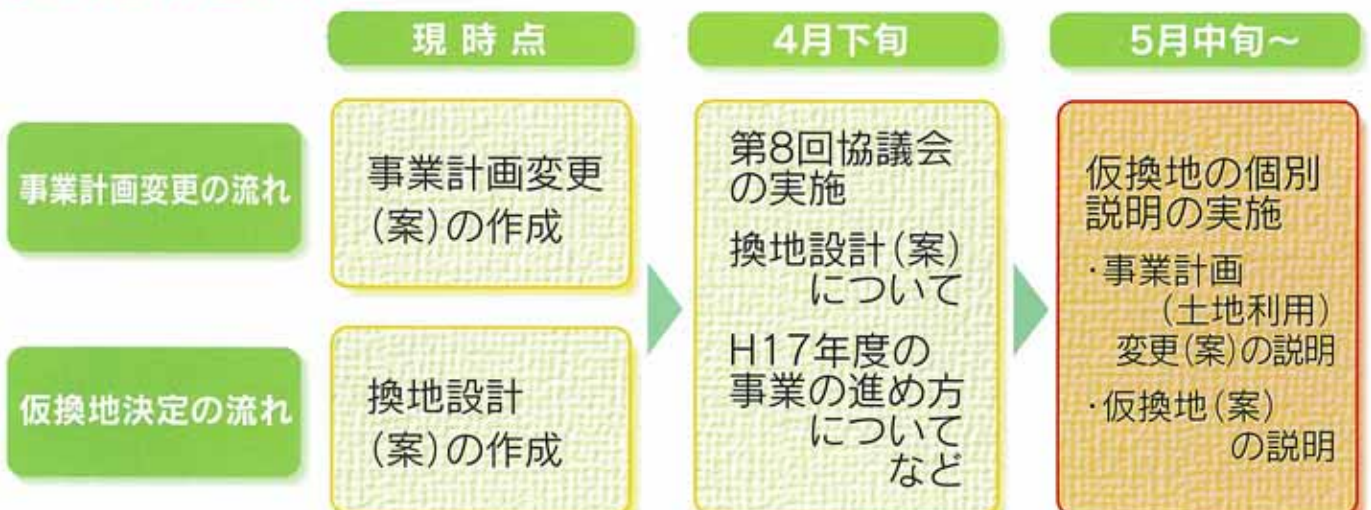 現時点
4月下旬
5月中旬～
事業計画変更の流れ
事業計画変更
(案)の作成
仮換地決定の流れ
換地設計
(案)の作成
第8回協議会
の実施
換地設計(案)
について
H17年度の
事業の進め方
について
など
仮換地の個別
説明の実施
･事業計画
(土地利用)
変更(案)の説明
･仮換地(案)
の説明